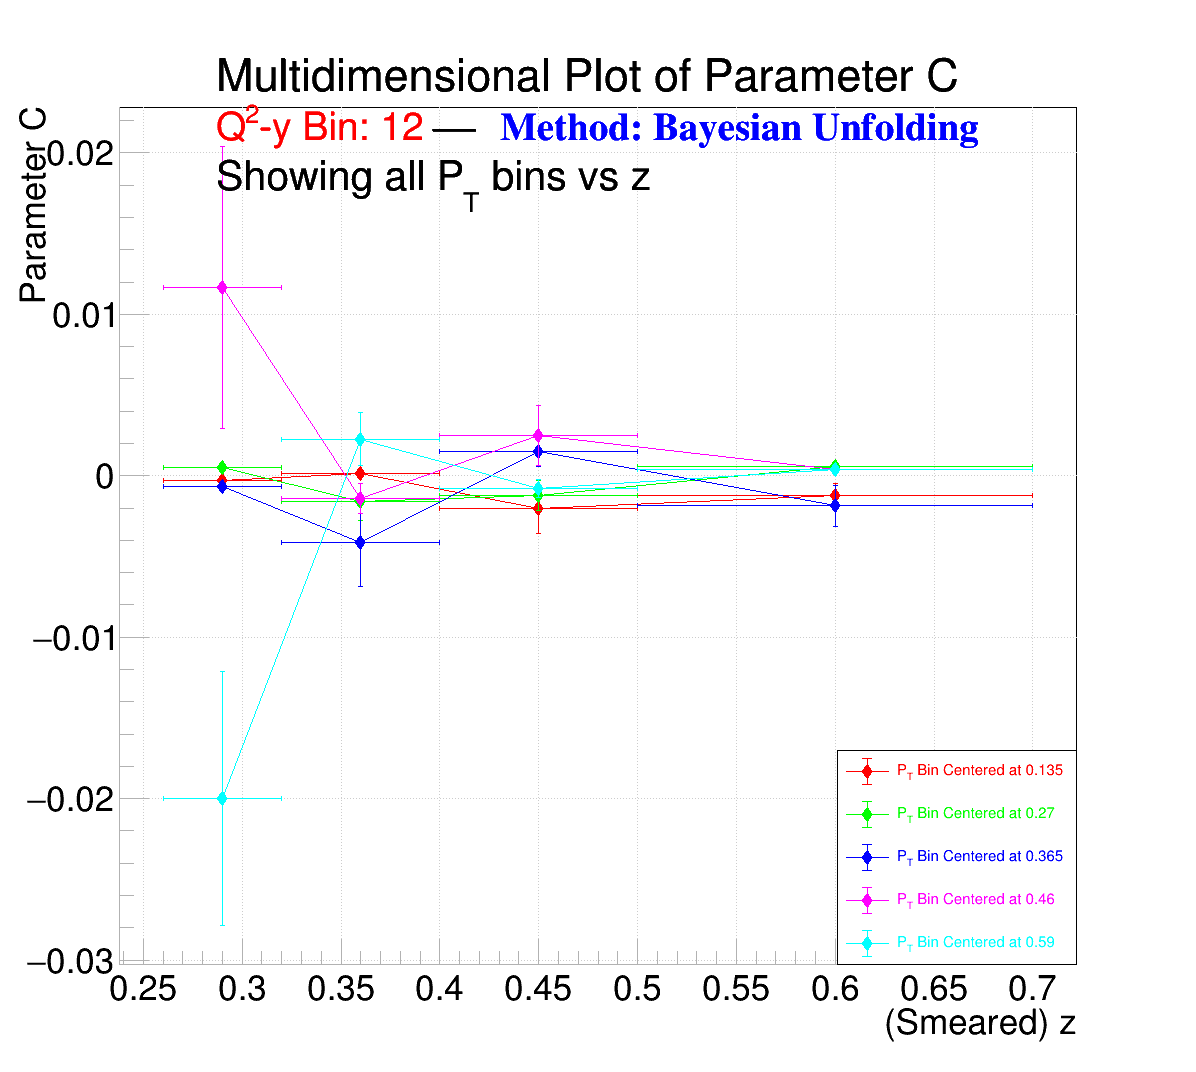 Multidimensional Plot of Parameter C
Q2-y Bin: 12 — Method: Bayesian Unfolding
Showing all PT bins vs z
Parameter C
0.02
0.01
0
−0.01
−0.02
−0.03
PT Bin Centered at 0.135
PT Bin Centered at 0.27
PT Bin Centered at 0.365
PT Bin Centered at 0.46
PT Bin Centered at 0.59
0.25 0.3 0.35 0.4 0.45 0.5 0.55 0.6 0.65 0.7
(Smeared) z